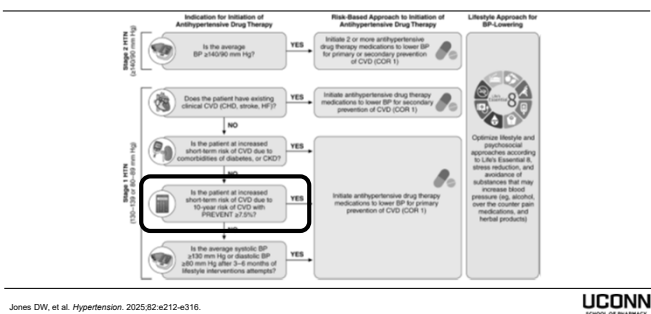 Indication for Initiation of
Antihypertensive Drug Therapy
Risk-Based Approach to Initiation of
Antihypertensive Drug Therapy
Lifestyle Approach for
BP-Lowering
Stage 2 HTN
(≥140/90 mm Hg)
Is the average
BP ≥140/90 mm Hg?
YES
Initiate 2 or more antihypertensive
drug therapy medications to lower BP
for primary or secondary prevention
of CVD (COR 1)
Stage 1 HTN
(130–139 or 80–89 mm Hg)
Does the patient have existing
clinical CVD (CHD, stroke, HF)?
YES
Initiate antihypertensive drug therapy
medications to lower BP for secondary
prevention of CVD (COR 1)
NO
Is the patient at increased
short-term risk of CVD due to
comorbidities of diabetes, or CKD?
YES
NO
Is the patient at increased
short-term risk of CVD due to
10-year risk of CVD with
PREVENT ≥7.5%?
YES
Initiate antihypertensive drug therapy
medications to lower BP for primary
prevention of CVD (COR 1)
NO
Is the average systolic BP
≥130 mm Hg or diastolic BP
≥80 mm Hg after 3–6 months of
lifestyle interventions attempts?
YES
8
Optimize lifestyle and
psychosocial
approaches according
to Life's Essential 8,
stress reduction, and
avoidance of
substances that may
increase blood
pressure (eg, alcohol,
over the counter pain
medications, and
herbal products)
Jones DW, et al. Hypertension. 2025;82:e212-e316.
UCONN
SCHOOL OF PHARMACY